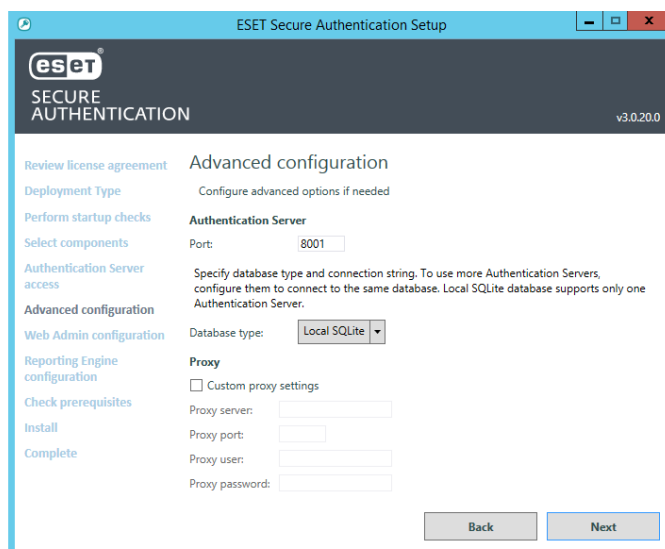 ESET Secure Authentication Setup
eset
®
SECURE
AUTHENTICATION
v3.0.20.0
Review license agreement
Deployment Type
Perform startup checks
Select components
Authentication Server
access
Advanced configuration
Web Admin configuration
Reporting Engine
configuration
Check prerequisites
Install
Complete
Advanced configuration
Configure advanced options if needed
Authentication Server
Port: 8001
Specify database type and connection string. To use more Authentication Servers,
configure them to connect to the same database. Local SQLite database supports only one
Authentication Server.
Database type: Local SQLite
Proxy
Custom proxy settings
Proxy server:
Proxy port:
Proxy user:
Proxy password:
Back Next